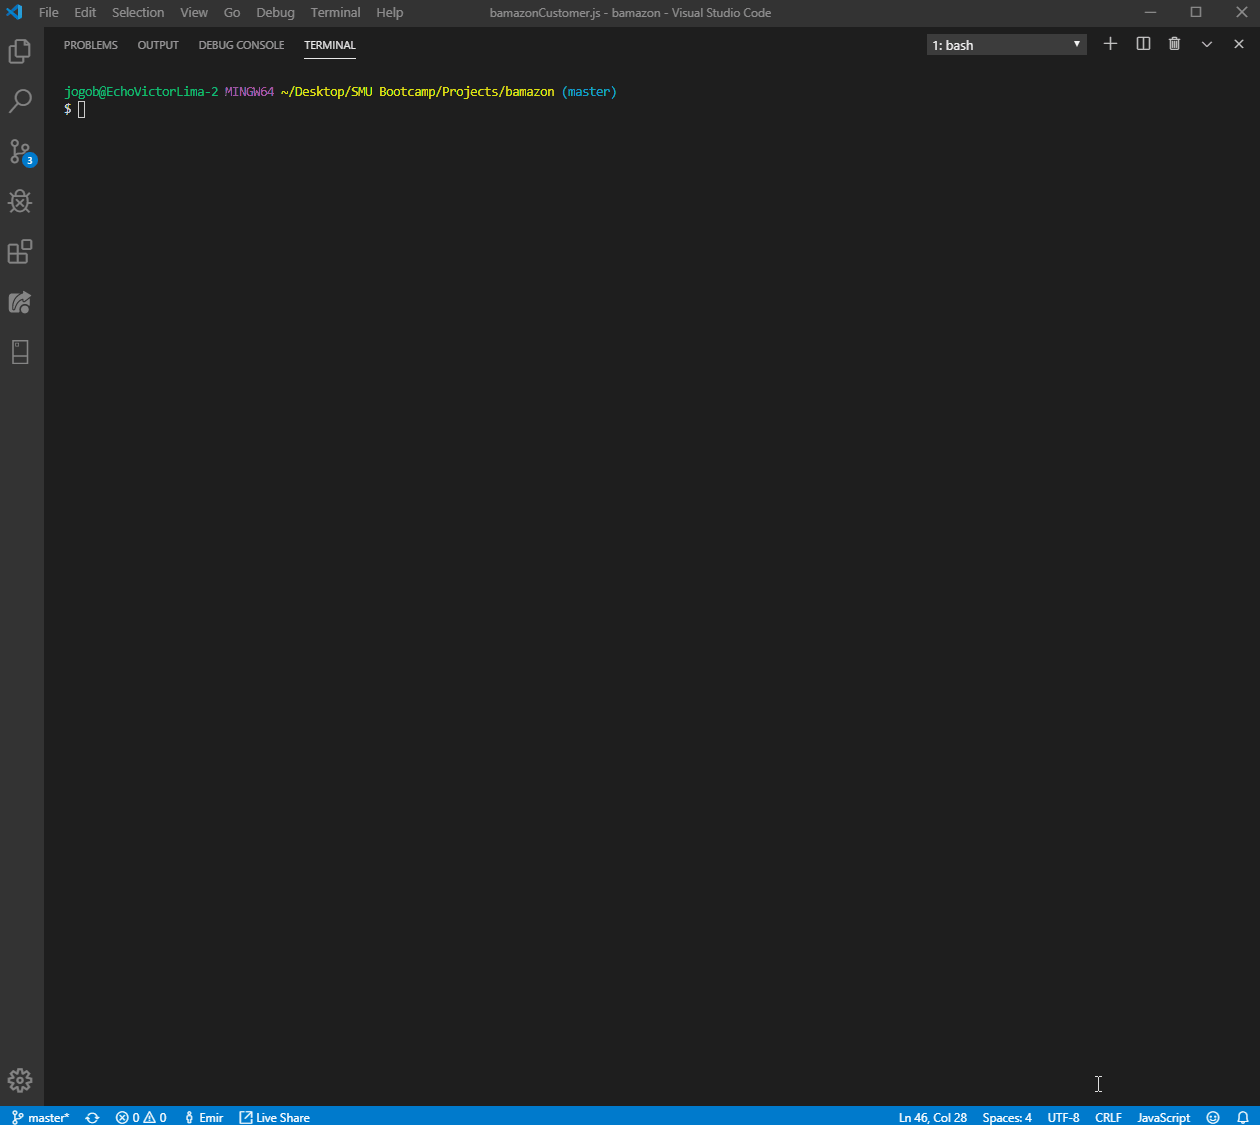 File Edit Selection View Go Debug Terminal Help bamazonCustomer.js - bamazon - Visual Studio Code
PROBLEMS OUTPUT DEBUG CONSOLE TERMINAL 1: bash
jogob@EchoVictorLima-2 MINGW64 ~/Desktop/SMU Bootcamp/Projects/bamazon (master)
$
3
master* 0 0 Emir Live Share Ln 46, Col 28 Spaces: 4 UTF-8 CRLF JavaScript